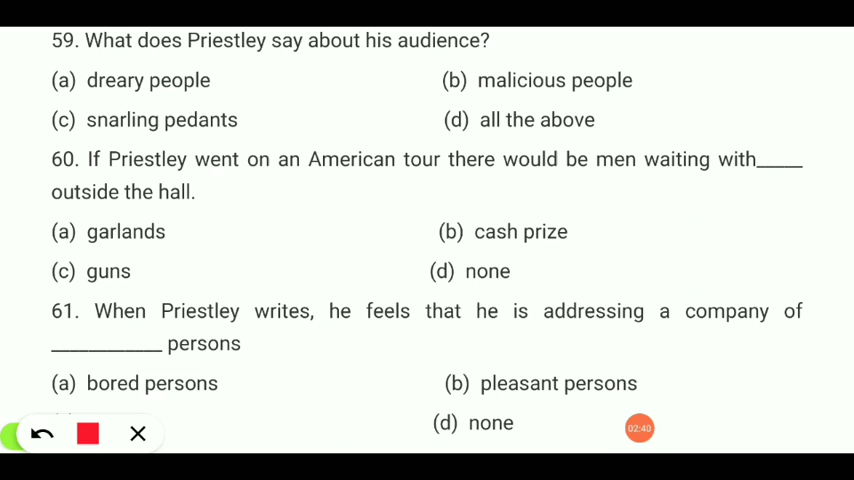 59. What does Priestley say about his audience?
(a) dreary people (b) malicious people
(c) snarling pedants (d) all the above
60. If Priestley went on an American tour there would be men waiting with_____
outside the hall.
(a) garlands (b) cash prize
(c) guns (d) none
61. When Priestley writes, he feels that he is addressing a company of
____________ persons
(a) bored persons (b) pleasant persons
(d) none
02:40